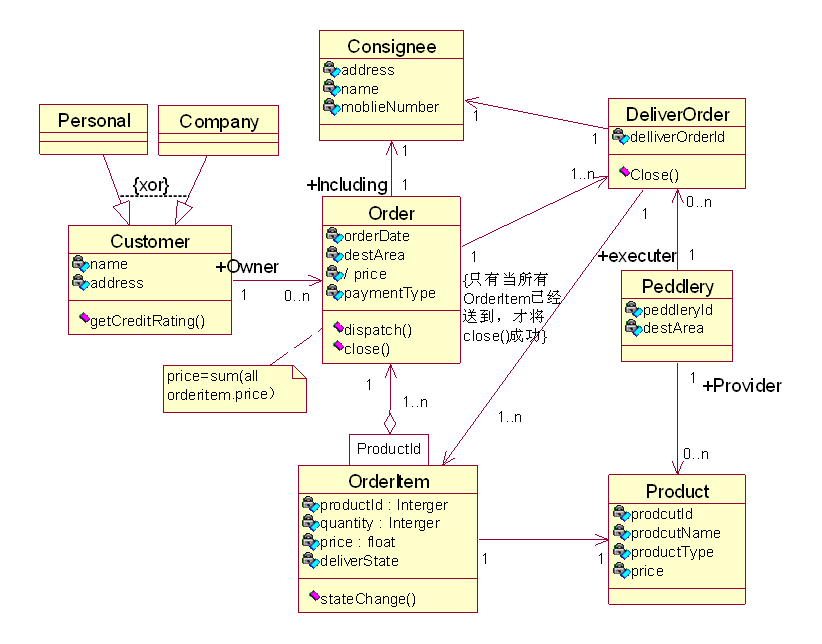 Consignee
address
name
moblieNumber
DeliverOrder
delliverOrderId
Close()
Personal
Company
{xor}
1
1
1
1
+Including
1..n
0..n
Order
orderDate
destArea
/ price
paymentType
dispatch()
close()
Customer
name
address
getCreditRating()
+Owner
1
0..n
1
1
+executer
1
{只有当所有
OrderItem已经
送到，才将
close()成功}
Peddlery
peddleryId
destArea
price=sum(all
orderitem.price)
1
1..n
1..n
1
+Provider
0..n
ProductId
OrderItem
productId : Interger
quantity : Interger
price : float
deliverState
stateChange()
1
1
Product
prodcutId
prodcutName
productType
price